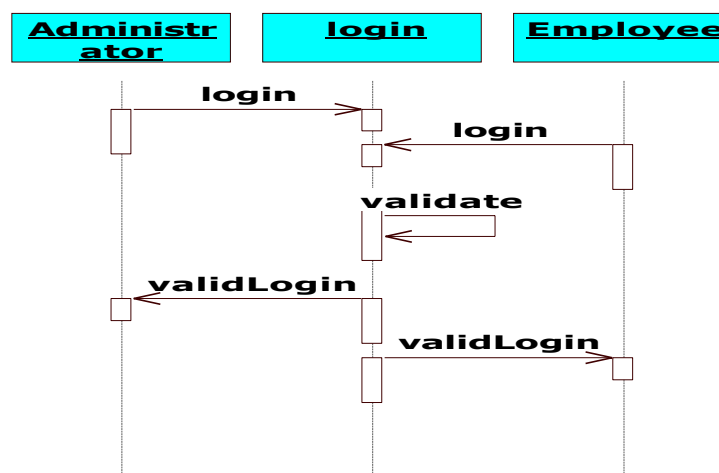 Administr
ator
login
Employee
login
login
validate
validLogin
validLogin